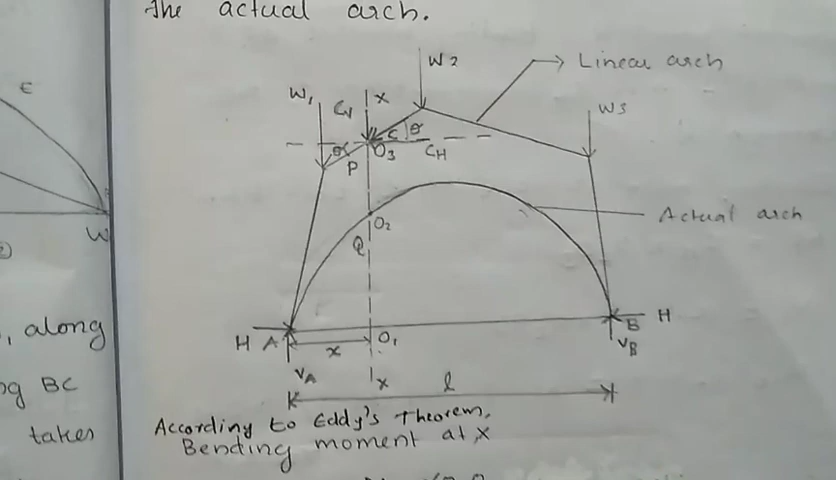 the actual arch.
E
W2
Linear arch
W1
Cv
x
W3
C
θ
O3
CH
P
Actual arch
W
O2
Q
, along
H
A
O1
B
H
x
VB
VA
x
l
BC
takes
According to Eddy's Theorem,
Bending moment at x